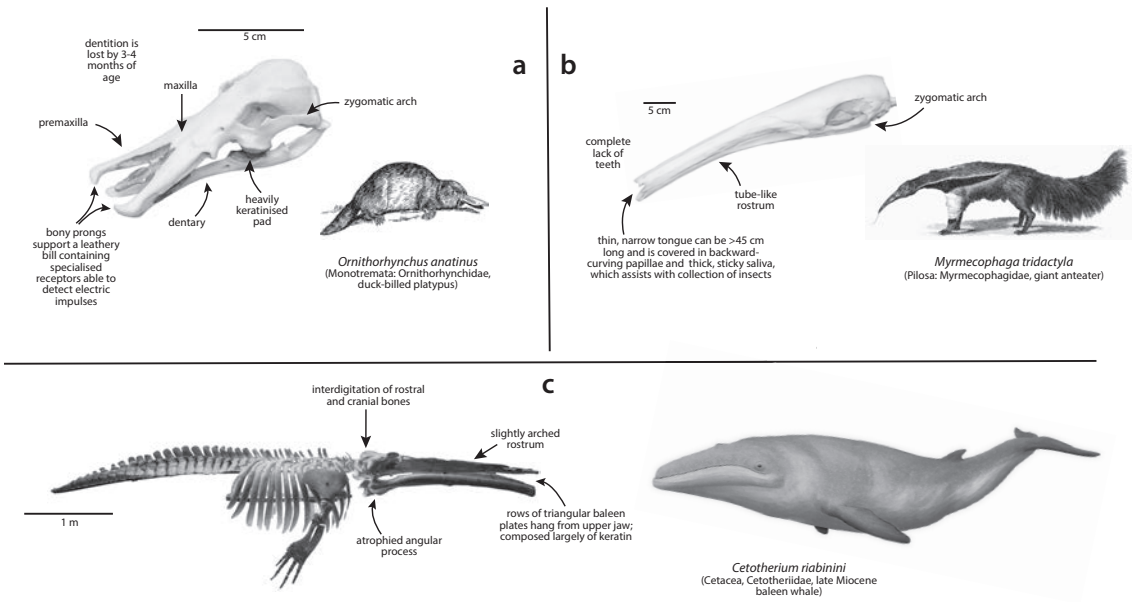 5 cm
dentition is
lost by 3-4
months of
age
a
maxilla
zygomatic arch
premaxilla
bony prongs
support a leathery
bill containing
specialised
receptors able to
detect electric
impulses
dentary
heavily
keratinised
pad
Ornithorhynchus anatinus
(Monotremata: Ornithorhynchidae,
duck-billed platypus)
b
5 cm
zygomatic arch
complete
lack of
teeth
tube-like
rostrum
thin, narrow tongue can be >45 cm
long and is covered in backward-
curving papillae and thick, sticky saliva,
which assists with collection of insects
Myrmecophaga tridactyla
(Pilosa: Myrmecophagidae, giant anteater)
c
interdigitation of rostral
and cranial bones
slightly arched
rostrum
1 m
atrophied angular
process
rows of triangular baleen
plates hang from upper jaw;
composed largely of keratin
Cetotherium riabinini
(Cetacea, Cetotheriidae, late Miocene
baleen whale)